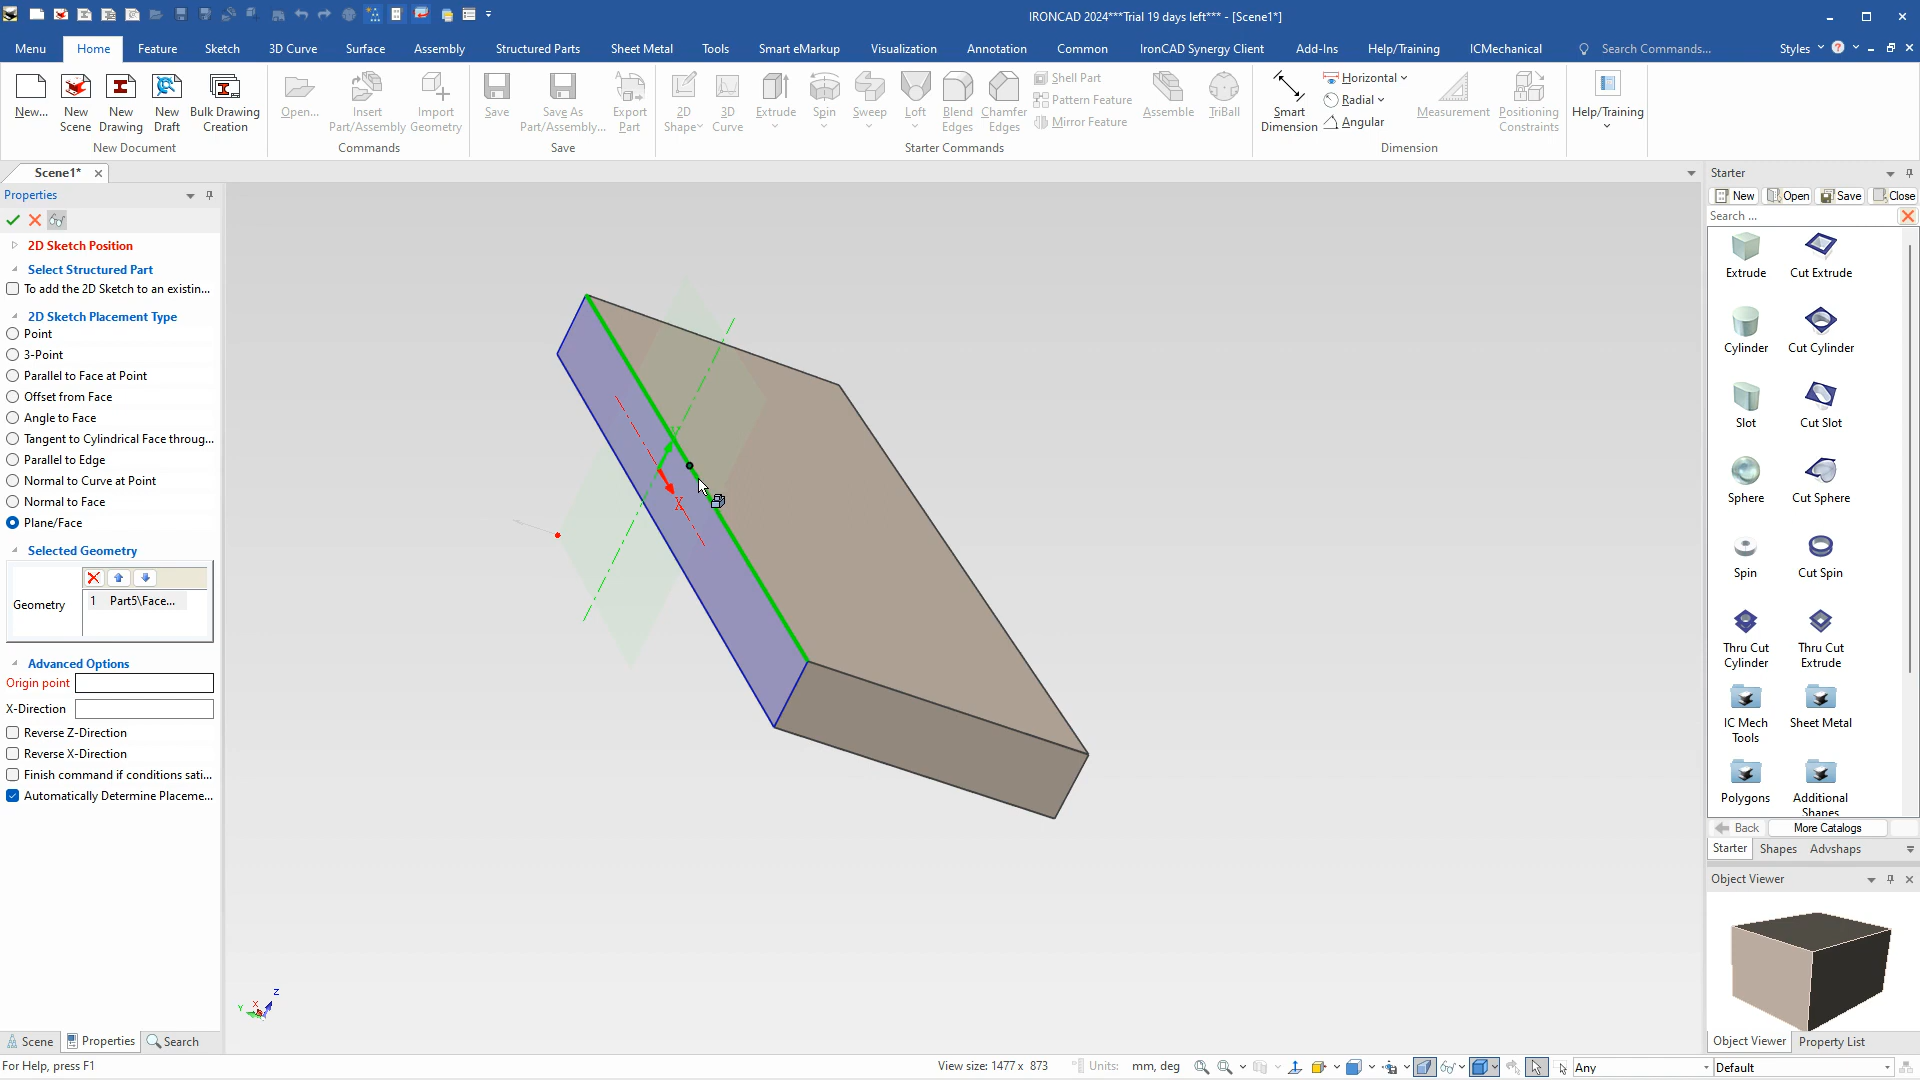 IRONCAD 2024***Trial 19 days left*** - [Scene1*]
Menu Home Feature Sketch 3D Curve Surface Assembly Structured Parts Sheet Metal Tools Smart eMarkup Visualization Annotation Common IronCAD Synergy Client Add-Ins Help/Training ICMechanical Search Commands... Styles
New... New Scene New Drawing New Draft Bulk Drawing Creation
New Document
Open... Insert Part/Assembly Import Geometry
Commands
Save Save As Part/Assembly... Export Part
Save
2D Shape 3D Curve Extrude Spin Sweep Loft Blend Edges Chamfer Edges Shell Part Pattern Feature Mirror Feature Assemble TriBall
Starter Commands
Smart Dimension Horizontal Radial Angular Measurement Positioning Constraints
Dimension
Help/Training
Scene1*
Properties
2D Sketch Position
Select Structured Part
To add the 2D Sketch to an existin...
2D Sketch Placement Type
Point
3-Point
Parallel to Face at Point
Offset from Face
Angle to Face
Tangent to Cylindrical Face throug...
Parallel to Edge
Normal to Curve at Point
Normal to Face
Plane/Face
Selected Geometry
Geometry
1 Part5\Face...
Advanced Options
Origin point
X-Direction
Reverse Z-Direction
Reverse X-Direction
Finish command if conditions sati...
Automatically Determine Placeme...
Scene Properties Search
Y
X
Z
X
Y
Starter
New Open Save Close
Search ...
Extrude Cut Extrude
Cylinder Cut Cylinder
Slot Cut Slot
Sphere Cut Sphere
Spin Cut Spin
Thru Cut Cylinder Thru Cut Extrude
IC Mech Tools Sheet Metal
Polygons Additional Shapes
Back More Catalogs
Starter Shapes Advshaps
Object Viewer
Object Viewer Property List
For Help, press F1
View size: 1477 x 873 Units: mm, deg Any Default